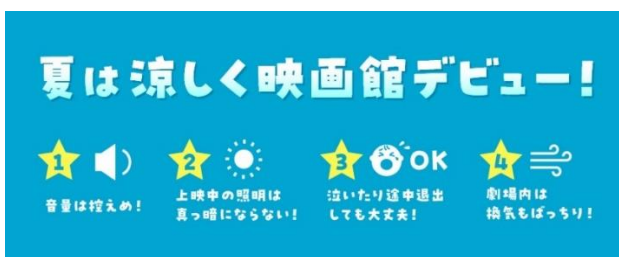 夏は涼しく映画館デビュー!
1
音量は控えめ!
2
上映中の照明は
真っ暗にならない!
3 OK
泣いたり途中退出
しても大丈夫!
4
劇場内は
換気もばっちり!